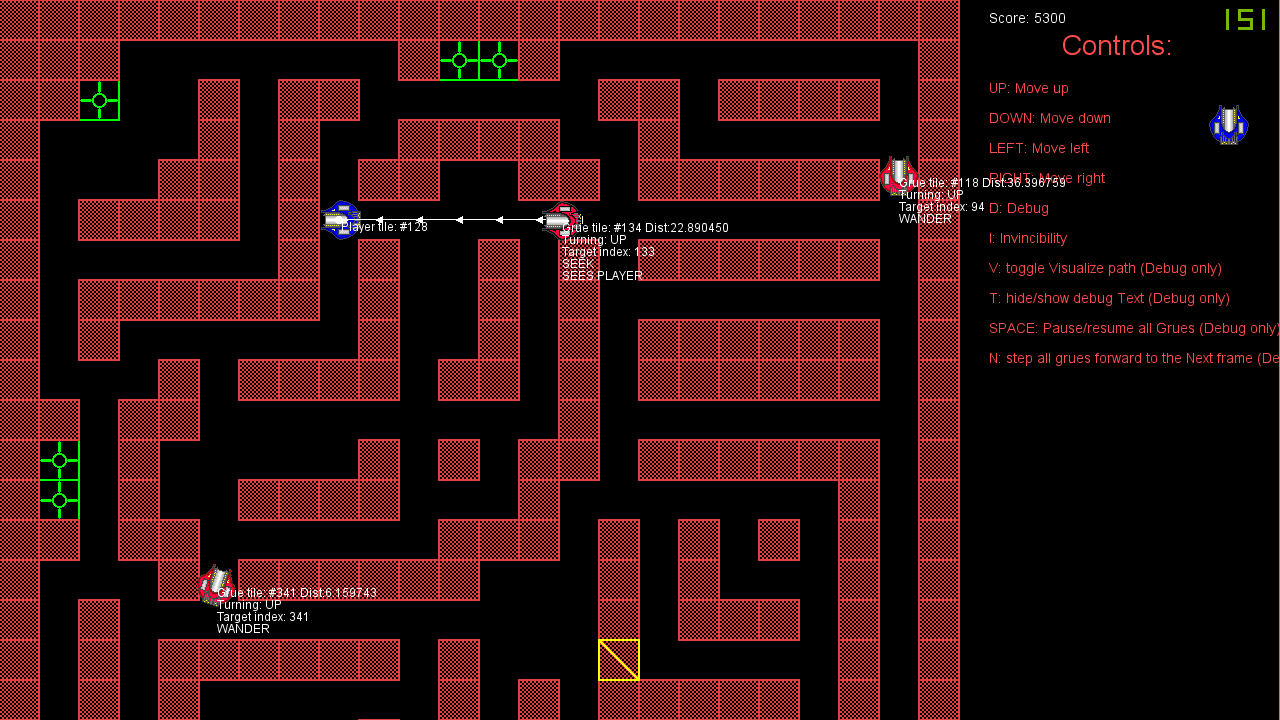 Score: 5300
151
Controls:
UP: Move up
DOWN: Move down
LEFT: Move left
RIGHT: Move right
D: Debug
I: Invincibility
V: toggle Visualize path (Debug only)
T: hide/show debug Text (Debug only)
SPACE: Pause/resume all Grues (Debug only)
N: step all grues forward to the Next frame (De
Grue tile: #118 Dist:36.396759
Turning: UP
Target index: 94
WANDER
Player tile: #128
Grue tile: #134 Dist:22.890450
Turning: UP
Target index: 133
SEEK
SEES PLAYER
Grue tile: #341 Dist:6.159743
Turning: UP
Target index: 341
WANDER